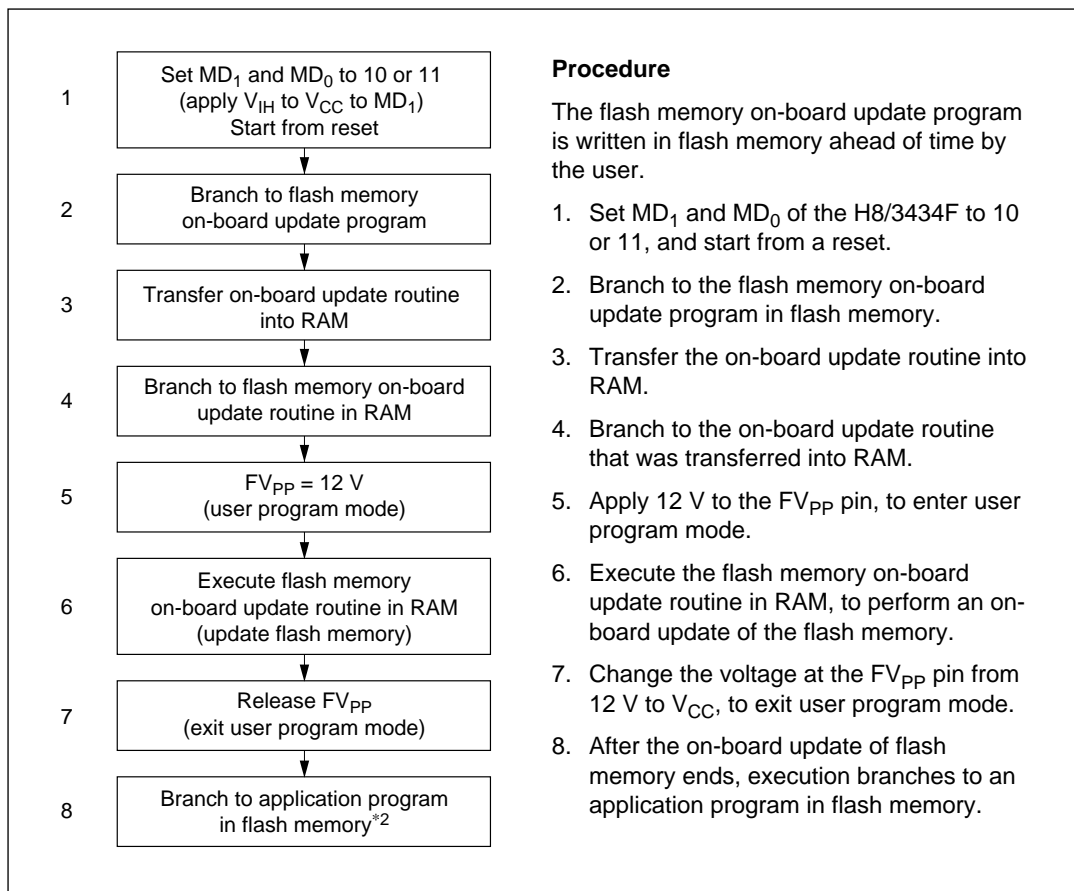 1
Set MD1 and MD0 to 10 or 11
(apply VIH to VCC to MD1)
Start from reset
2
Branch to flash memory
on-board update program
3
Transfer on-board update routine
into RAM
4
Branch to flash memory on-board
update routine in RAM
5
FVPP = 12 V
(user program mode)
6
Execute flash memory
on-board update routine in RAM
(update flash memory)
7
Release FVPP
(exit user program mode)
8
Branch to application program
in flash memory*2
Procedure
The flash memory on-board update program
is written in flash memory ahead of time by
the user.
1. Set MD1 and MD0 of the H8/3434F to 10
or 11, and start from a reset.
2. Branch to the flash memory on-board
update program in flash memory.
3. Transfer the on-board update routine into
RAM.
4. Branch to the on-board update routine
that was transferred into RAM.
5. Apply 12 V to the FVPP pin, to enter user
program mode.
6. Execute the flash memory on-board
update routine in RAM, to perform an on-
board update of the flash memory.
7. Change the voltage at the FVPP pin from
12 V to VCC, to exit user program mode.
8. After the on-board update of flash
memory ends, execution branches to an
application program in flash memory.